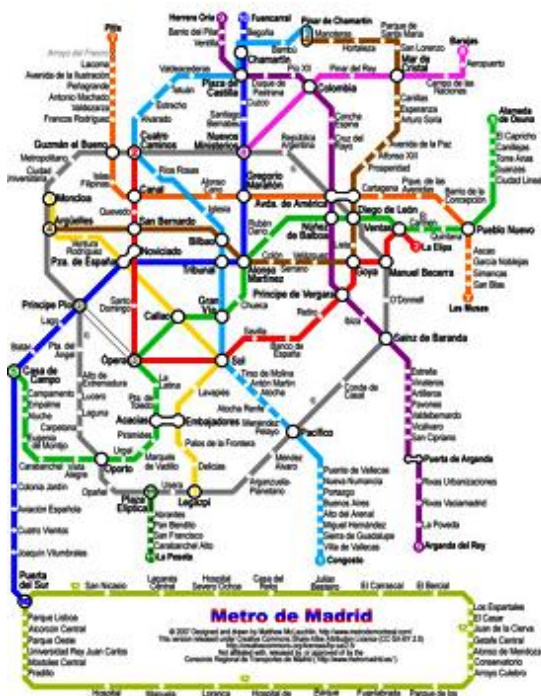 Herrera Oria
Fuencarral
Pinar de Chamartín
Pitis
Barrio del Pilar
Ventilla
Begoña
Bambú
Manoteras
Hortaleza
Parque de Santa María
San Lorenzo
Arroyo del Fresno
Lacoma
Avenida de la Ilustración
Peñagrande
Antonio Machado
Valdezarza
Francos Rodríguez
Valdeacederas
Tetuán
Estrecho
Alvarado
Chamartín
Plaza de Castilla
Duque de Pastrana
Pío XII
Cuzco
Santiago Bernabéu
Colombia
Pinar del Rey
Mar de Cristal
Campo de las Naciones
Aeropuerto
Barajas
Canillas
Esperanza
Arturo Soria
Avenida de la Paz
Alfonso XIII
Prosperidad
Concha Espina
Cruz del Rayo
República Argentina
Nuevos Ministerios
Cuatro Caminos
Guzmán el Bueno
Metropolitano
Ciudad Universitaria
Islas Filipinas
Ríos Rosas
Canal
Alonso Cano
Gregorio Marañón
Avda. de América
Cartagena
Pque. de las Avenidas
Barrio de la Concepción
Alameda de Osuna
El Capricho
Canillejas
Torre Arias
Suances
Ciudad Lineal
Pueblo Nuevo
Ascao
García Noblejas
Simancas
San Blas
Las Musas
Quintana
Ventas
La Elipa
Diego de León
Núñez de Balboa
Manuel Becerra
Goya
Lista
Velázquez
Serrano
Colón
Rubén Darío
Iglesia
Quevedo
Moncloa
Argüelles
San Bernardo
Bilbao
Ventura Rodríguez
Noviciado
Pza. de España
Tribunal
Alonso Martínez
Príncipe de Vergara
O'Donnell
Príncipe Pío
Santo Domingo
Callao
Gran Vía
Chueca
Retiro
Ibiza
Sevilla
Banco de España
Sainz de Baranda
Lago
Batán
Pta. del Ángel
Casa de Campo
Ópera
Sol
Alto de Extremadura
Lucero
Laguna
Carpetana
Campamento
Empalme
Aluche
Eugenia de Montijo
Carabanchel
Vista Alegre
Oporto
Urgel
Marqués de Vadillo
Pirámides
Acacias
Pta. de Toledo
La Latina
Lavapiés
Embajadores
Palos de la Frontera
Delicias
Legazpi
Tirso de Molina
Antón Martín
Atocha
Atocha Renfe
Menéndez Pelayo
Pacífico
Conde de Casal
Méndez Álvaro
Arganzuela-Planetario
Usera
Plaza Elíptica
Opañel
Abrantes
Pan Bendito
San Francisco
Carabanchel Alto
La Peseta
Puente de Vallecas
Nueva Numancia
Portazgo
Buenos Aires
Alto del Arenal
Miguel Hernández
Sierra de Guadalupe
Villa de Vallecas
Congosto
Estrella
Vinateros
Artilleros
Pavones
Valdebernardo
Vicálvaro
San Cipriano
Puerta de Arganda
Rivas Urbanizaciones
Rivas Vaciamadrid
La Poveda
Arganda del Rey
Colonia Jardín
Aviación Española
Cuatro Vientos
Joaquín Vilumbrales
Puerta del Sur
San Nicasio
Leganés Central
Hospital Severo Ochoa
Casa del Reloj
Julián Besteiro
El Carrascal
El Bercial
Los Espartales
El Casar
Juan de la Cierva
Getafe Central
Alonso de Mendoza
Conservatorio
Arroyo Culebro
Parque Lisboa
Alcorcón Central
Parque Oeste
Universidad Rey Juan Carlos
Móstoles Central
Pradillo
Metro de Madrid
Hospital
Manuela
Loranca
Hospital
Parque
Fuenlabrada
Parque de los